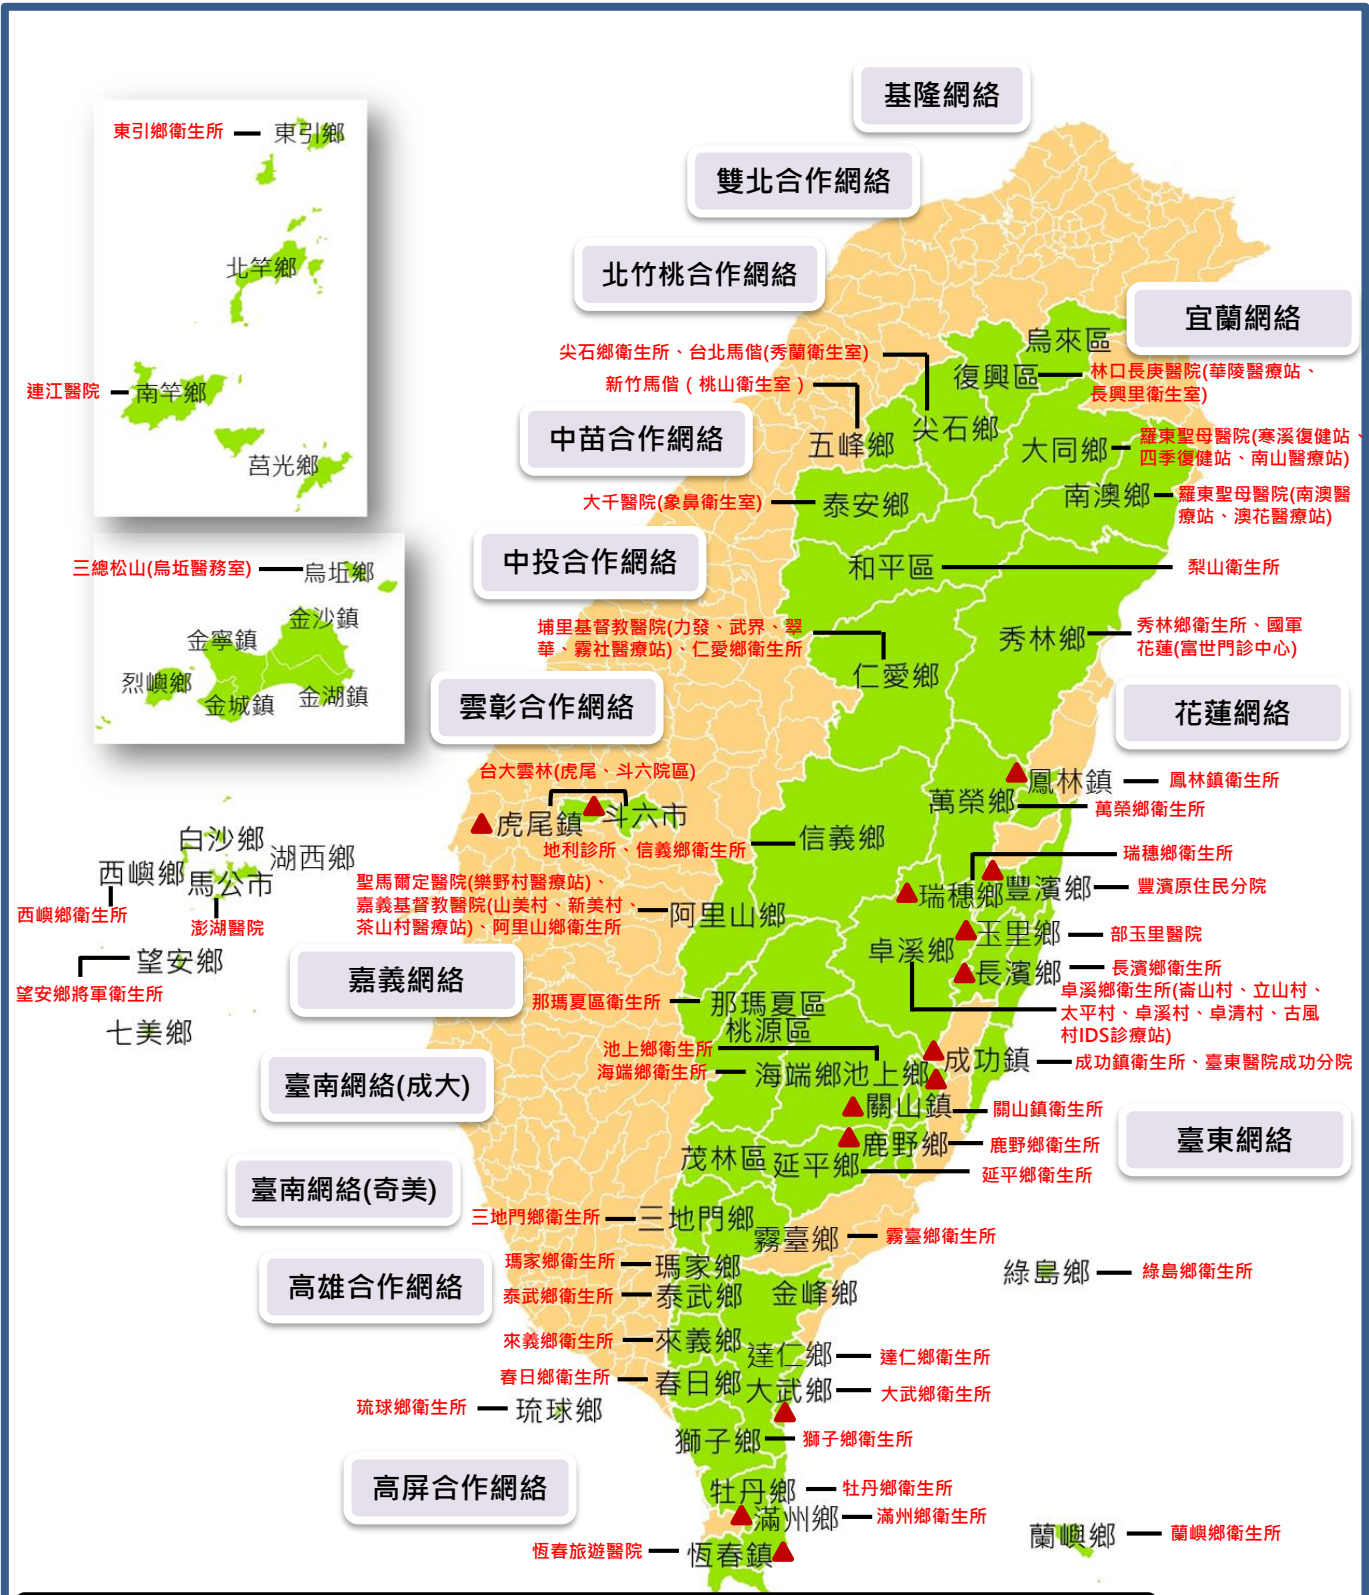 基隆網絡
雙北合作網絡
北竹桃合作網絡
宜蘭網絡
中苗合作網絡
中投合作網絡
雲彰合作網絡
花蓮網絡
嘉義網絡
臺南網絡(成大)
臺南網絡(奇美)
臺東網絡
高雄合作網絡
高屏合作網絡
東引鄉衛生所
東引鄉
北竿鄉
連江醫院
南竿鄉
莒光鄉
三總松山(烏坵醫務室)
烏坵鄉
金沙鎮
金寧鎮
烈嶼鄉
金城鎮
金湖鎮
白沙鄉
湖西鄉
西嶼鄉
馬公市
西嶼鄉衛生所
澎湖醫院
望安鄉
望安鄉將軍衛生所
七美鄉
烏來區
復興區
林口長庚醫院(華陵醫療站、
長興里衛生室)
尖石鄉衛生所、台北馬偕(秀蘭衛生室)
尖石鄉
新竹馬偕（桃山衛生室）
五峰鄉
大同鄉
羅東聖母醫院(寒溪復健站、
四季復健站、南山醫療站)
南澳鄉
羅東聖母醫院(南澳醫
療站、澳花醫療站)
大千醫院(象鼻衛生室)
泰安鄉
和平區
梨山衛生所
埔里基督教醫院(力發、武界、翠
華、霧社醫療站)、仁愛鄉衛生所
仁愛鄉
秀林鄉
秀林鄉衛生所、國軍
花蓮(富世門診中心)
台大雲林(虎尾、斗六院區)
虎尾鎮
斗六市
鳳林鎮
鳳林鎮衛生所
萬榮鄉
萬榮鄉衛生所
地利診所、信義鄉衛生所
信義鄉
瑞穗鄉衛生所
瑞穗鄉
豐濱鄉
豐濱原住民分院
聖馬爾定醫院(樂野村醫療站)、
嘉義基督教醫院(山美村、新美村、
茶山村醫療站)、阿里山鄉衛生所
阿里山鄉
玉里鄉
部玉里醫院
卓溪鄉
長濱鄉
長濱鄉衛生所
卓溪鄉衛生所(崙山村、立山村、
太平村、卓溪村、卓清村、古風
村IDS診療站)
那瑪夏區衛生所
那瑪夏區
桃源區
池上鄉衛生所
海端鄉衛生所
海端鄉
池上鄉
成功鎮
成功鎮衛生所、臺東醫院成功分院
關山鎮
關山鎮衛生所
鹿野鄉
鹿野鄉衛生所
茂林區
延平鄉
延平鄉衛生所
三地門鄉衛生所
三地門鄉
霧臺鄉
霧臺鄉衛生所
瑪家鄉衛生所
瑪家鄉
綠島鄉
綠島鄉衛生所
泰武鄉衛生所
泰武鄉
金峰鄉
來義鄉衛生所
來義鄉
達仁鄉
達仁鄉衛生所
春日鄉衛生所
春日鄉
大武鄉
大武鄉衛生所
琉球鄉衛生所
琉球鄉
獅子鄉
獅子鄉衛生所
牡丹鄉
牡丹鄉衛生所
滿州鄉
滿州鄉衛生所
恆春旅遊醫院
恆春鎮
蘭嶼鄉
蘭嶼鄉衛生所